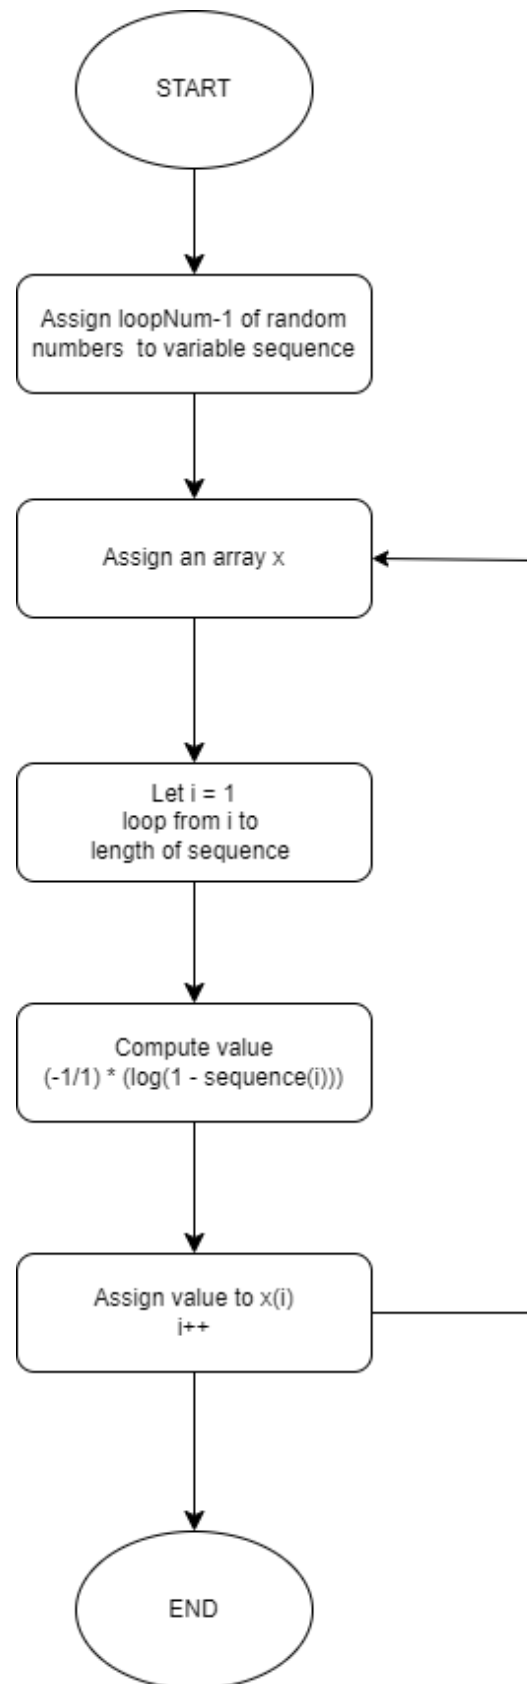 START
Assign loopNum-1 of random
numbers to variable sequence
Assign an array x
Let i = 1
loop from i to
length of sequence
Compute value
(-1/1) * (log(1 - sequence(i)))
Assign value to x(i)
i++
END